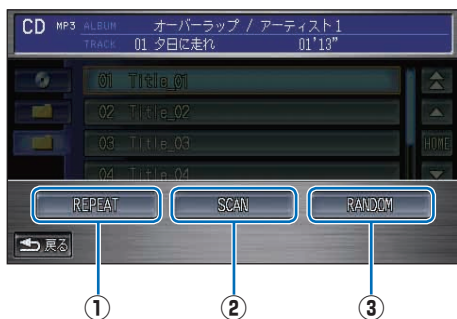 CD MP3 ALBUM オーバーラップ / アーティスト1
TRACK 01 夕日に走れ 01'13"
01 Title_01
02 Title_02
03 Title_03
HOME
04 Title_04
REPEAT SCAN RANDOM
戻る
① ② ③